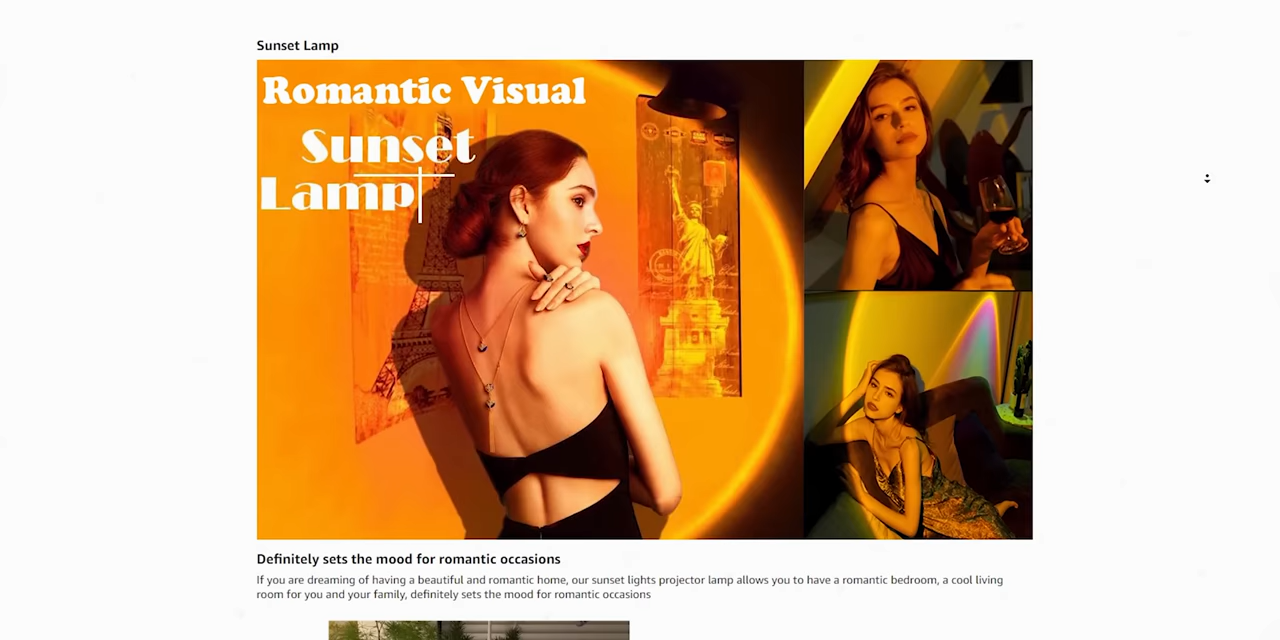 Sunset Lamp
Romantic Visual
Sunset
Lamp
Definitely sets the mood for romantic occasions
If you are dreaming of having a beautiful and romantic home, our sunset lights projector lamp allows you to have a romantic bedroom, a cool living
room for you and your family, definitely sets the mood for romantic occasions